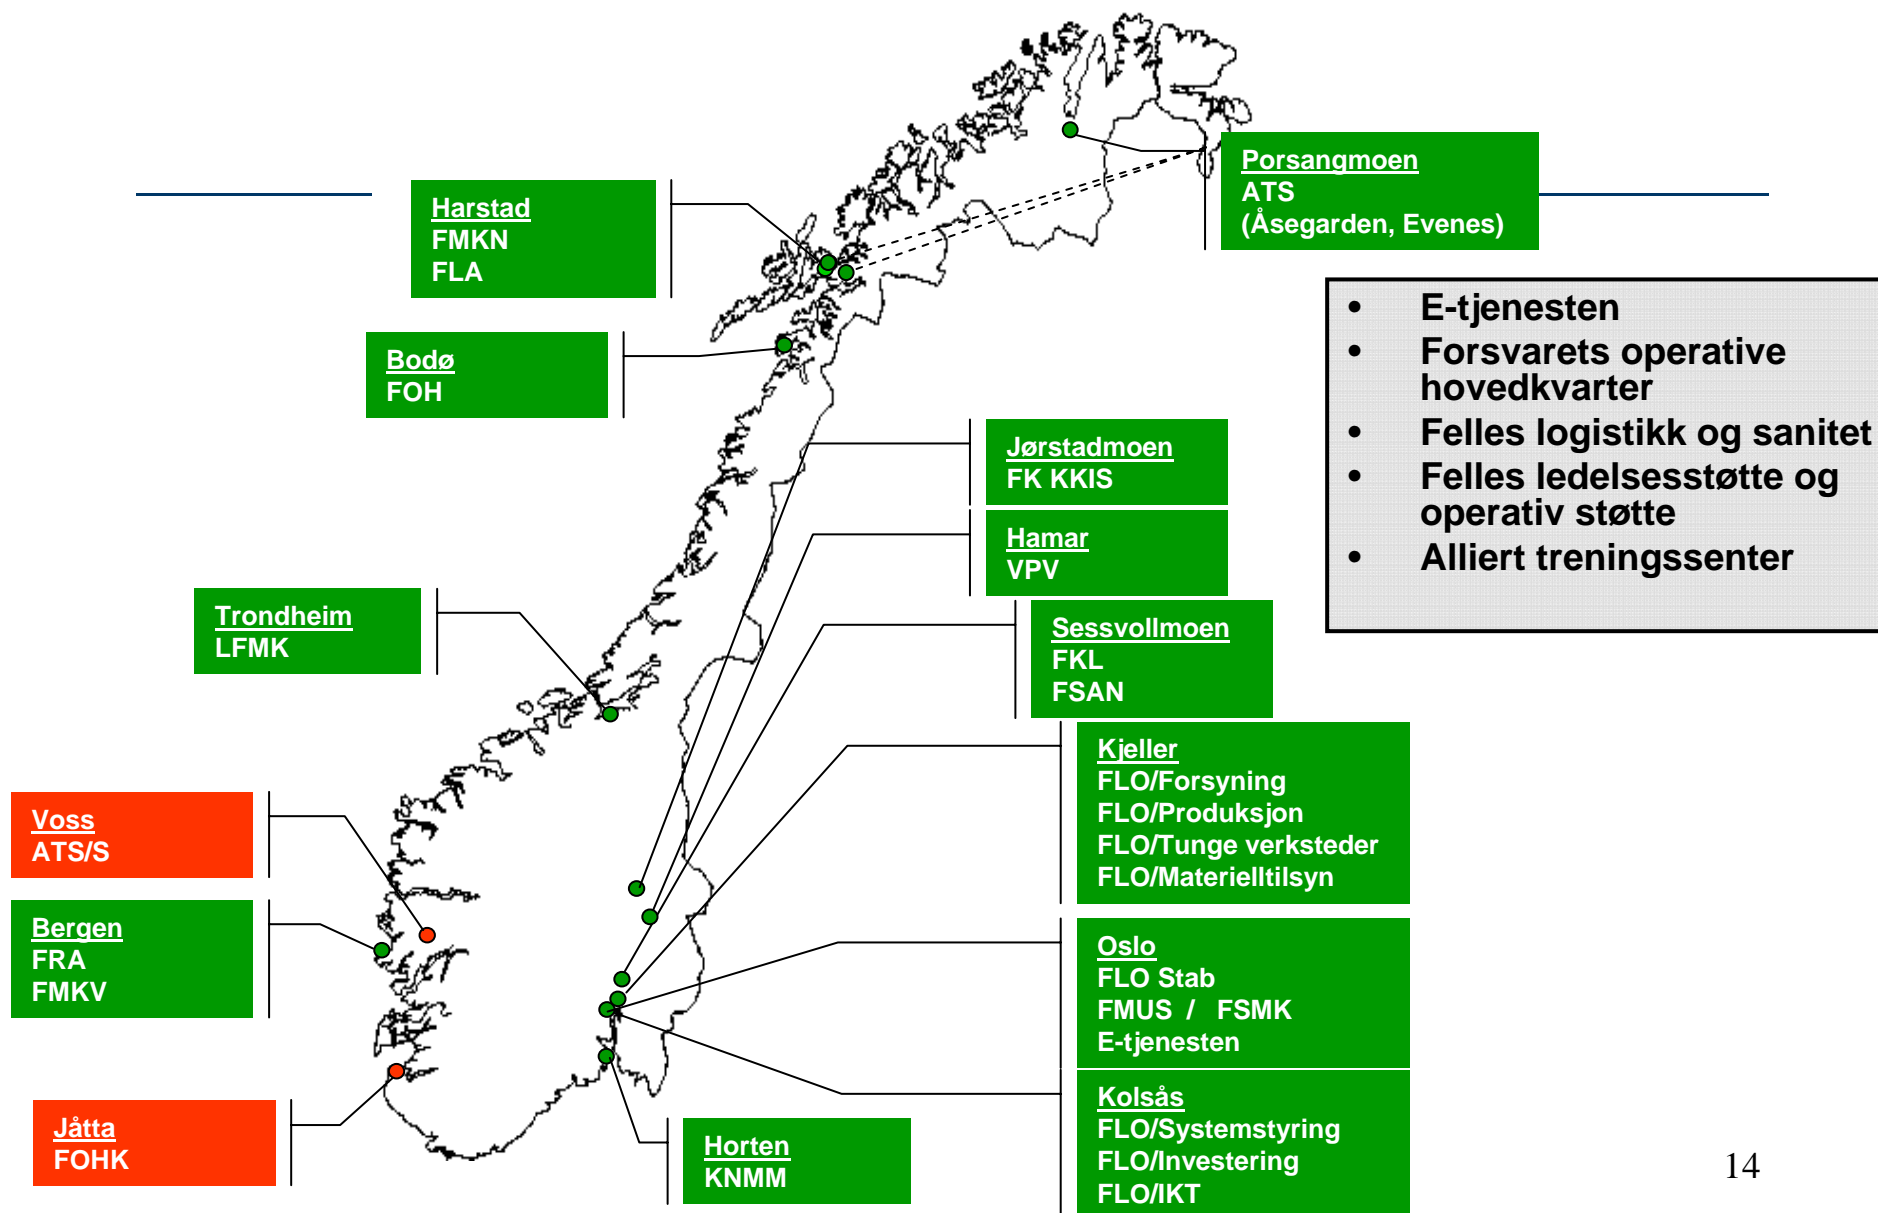 Porsangmoen
ATS
(Åsegarden, Evenes)
Harstad
FMKN
FLA
• E-tjenesten
• Forsvarets operative
hovedkvarter
• Felles logistikk og sanitet
• Felles ledelsesstøtte og
operativ støtte
• Alliert treningssenter
Bodø
FOH
Jørstadmoen
FK KKIS
Hamar
VPV
Trondheim
LFMK
Sessvollmoen
FKL
FSAN
Kjeller
FLO/Forsyning
FLO/Produksjon
FLO/Tunge verksteder
FLO/Materielltilsyn
Voss
ATS/S
Bergen
FRA
FMKV
Oslo
FLO Stab
FMUS / FSMK
E-tjenesten
Jåtta
FOHK
Horten
KNMM
Kolsås
FLO/Systemstyring
FLO/Investering
FLO/IKT
14